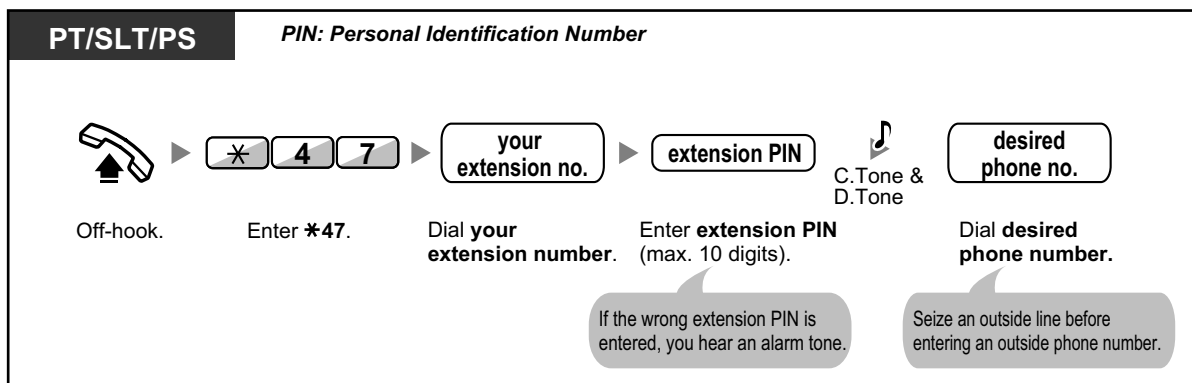 PT/SLT/PS
PIN: Personal Identification Number
✳ 4 7
your
extension no.
extension PIN
C.Tone &
D.Tone
desired
phone no.
Off-hook.
Enter ✳47.
Dial your
extension number.
Enter extension PIN
(max. 10 digits).
Dial desired
phone number.
If the wrong extension PIN is
entered, you hear an alarm tone.
Seize an outside line before
entering an outside phone number.